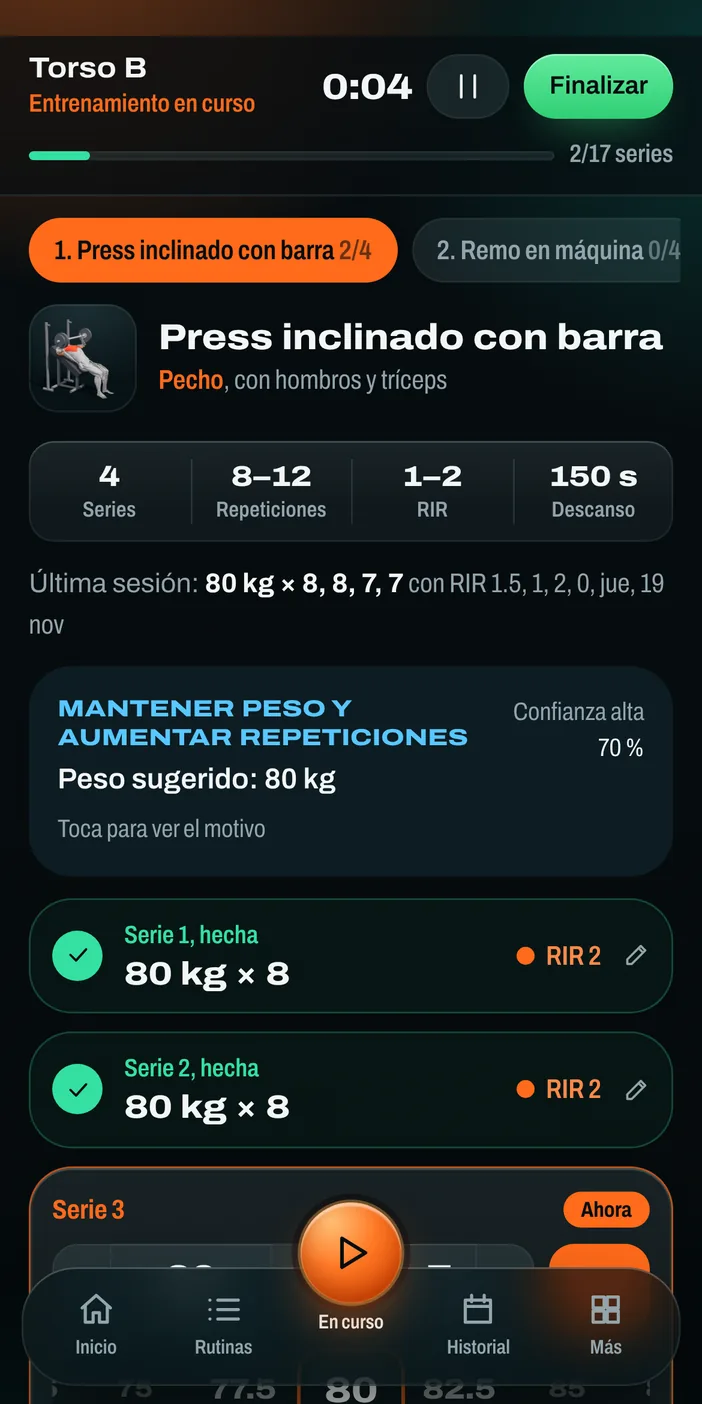 Torso B
Entrenamiento en curso
0:04
Finalizar
2/17 series
1. Press inclinado con barra 2/4
2. Remo en máquina 0/4
Press inclinado con barra
Pecho, con hombros y tríceps
4
Series
8–12
Repeticiones
1–2
RIR
150 s
Descanso
Última sesión: 80 kg × 8, 8, 7, 7 con RIR 1.5, 1, 2, 0, jue, 19
nov
MANTENER PESO Y
AUMENTAR REPETICIONES
Confianza alta
70 %
Peso sugerido: 80 kg
Toca para ver el motivo
Serie 1, hecha
80 kg × 8
RIR 2
Serie 2, hecha
80 kg × 8
RIR 2
Serie 3
Ahora
Inicio
Rutinas
En curso
Historial
Más
75
77.5
80
82.5
85